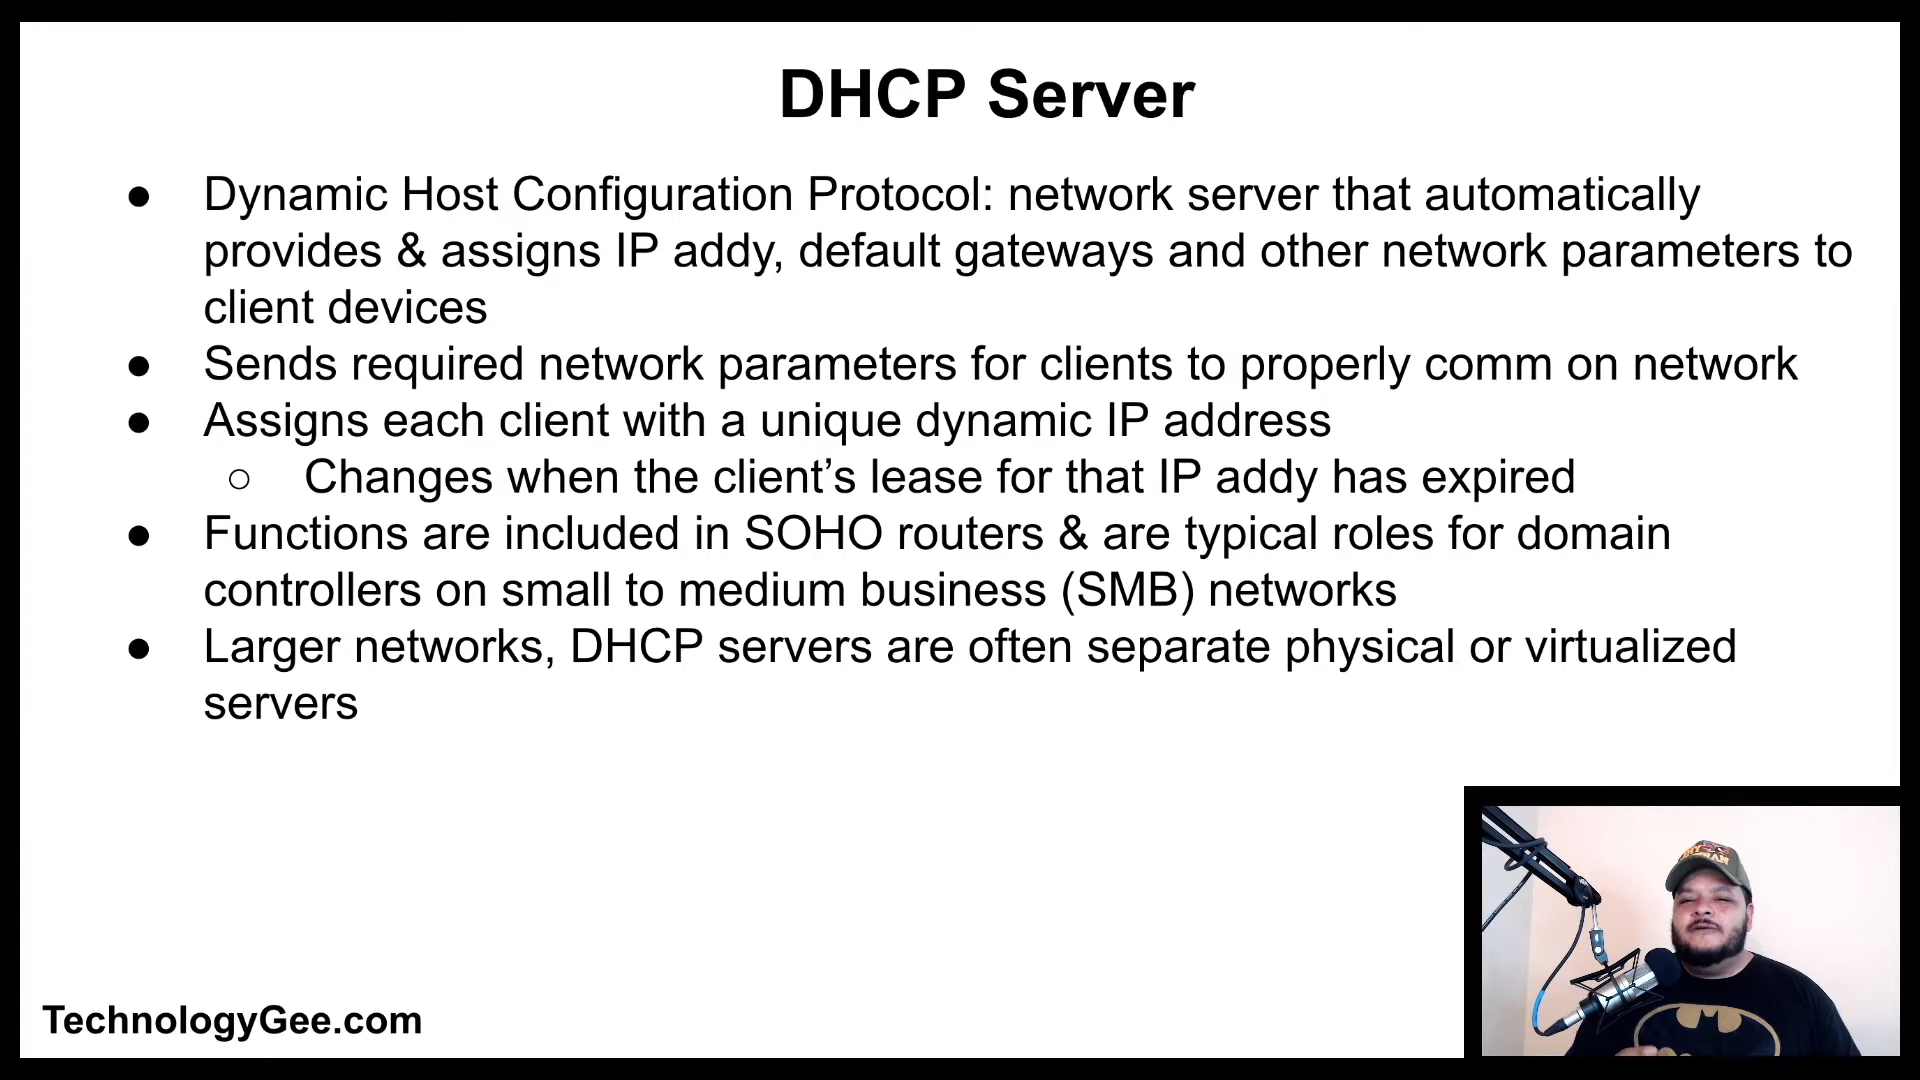 DHCP Server
● Dynamic Host Configuration Protocol: network server that automatically
provides & assigns IP addy, default gateways and other network parameters to
client devices
● Sends required network parameters for clients to properly comm on network
● Assigns each client with a unique dynamic IP address
○ Changes when the client’s lease for that IP addy has expired
● Functions are included in SOHO routers & are typical roles for domain
controllers on small to medium business (SMB) networks
● Larger networks, DHCP servers are often separate physical or virtualized
servers
TechnologyGee.com